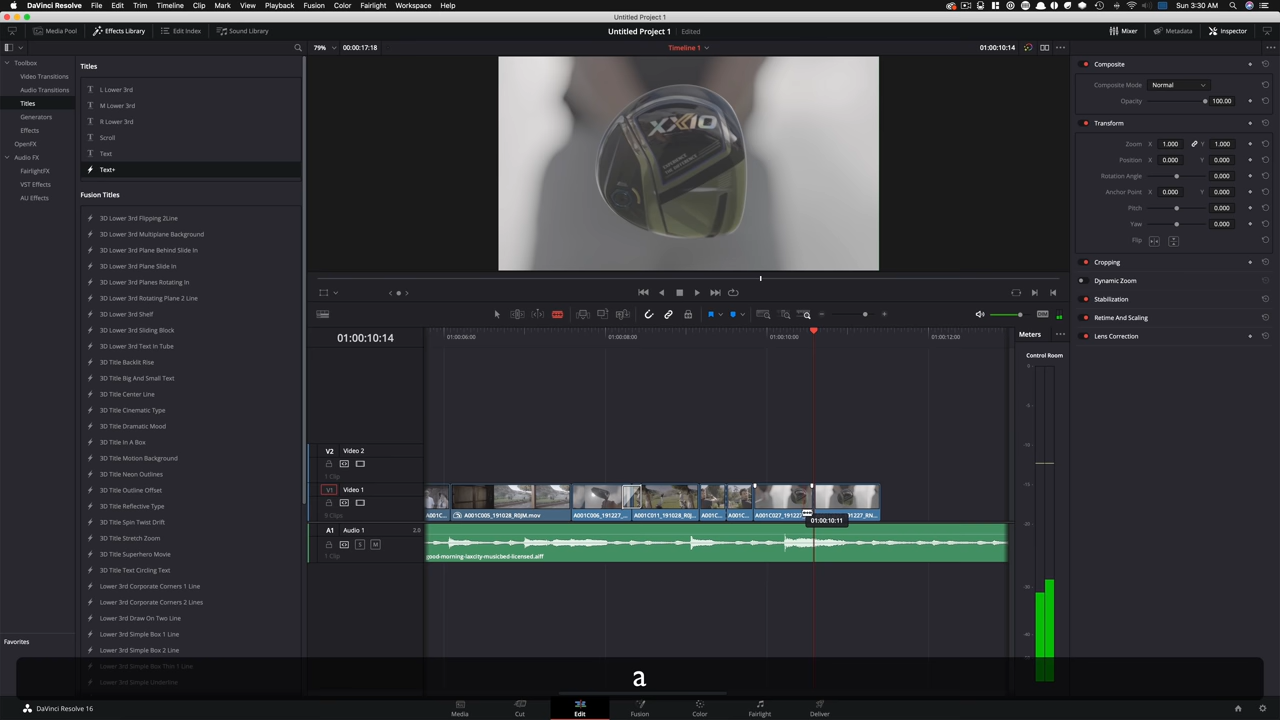 DaVinci Resolve File Edit Trim Timeline Clip Mark View Playback Fusion Color Fairlight Workspace Help Sun 3:30 AM
Untitled Project 1
Media Pool Effects Library Edit Index Sound Library Untitled Project 1 Edited Mixer Metadata Inspector
79% 00:00:17:18 Timeline 1 01:00:10:14
Toolbox
Video Transitions
Audio Transitions
Titles
Generators
Effects
OpenFX
Audio FX
FairlightFX
VST Effects
AU Effects
Favorites
Titles
L Lower 3rd
M Lower 3rd
R Lower 3rd
Scroll
Text
Text+
Fusion Titles
3D Lower 3rd Flipping 2Line
3D Lower 3rd Multiplane Background
3D Lower 3rd Plane Behind Slide In
3D Lower 3rd Plane Slide In
3D Lower 3rd Planes Rotating In
3D Lower 3rd Rotating Plane 2 Line
3D Lower 3rd Shelf
3D Lower 3rd Sliding Block
3D Lower 3rd Text In Tube
3D Title Backlit Rise
3D Title Big And Small Text
3D Title Center Line
3D Title Cinematic Type
3D Title Dramatic Mood
3D Title In A Box
3D Title Motion Background
3D Title Neon Outlines
3D Title Outline Offset
3D Title Reflective Type
3D Title Spin Twist Drift
3D Title Stretch Zoom
3D Title Superhero Movie
3D Title Text Circling Text
Lower 3rd Corporate Corners 1 Line
Lower 3rd Corporate Corners 2 Lines
Lower 3rd Draw On Two Line
Lower 3rd Simple Box 1 Line
Lower 3rd Simple Box 2 Line
Lower 3rd Simple Box Thin 1 Line
Lower 3rd Simple Underline
XXIO
Composite
Composite Mode Normal
Opacity 100.00
Transform
Zoom X 1.000 Y 1.000
Position X 0.000 Y 0.000
Rotation Angle 0.000
Anchor Point X 0.000 Y 0.000
Pitch 0.000
Yaw 0.000
Flip
Cropping
Dynamic Zoom
Stabilization
Retime And Scaling
Lens Correction
DIM
01:00:10:14
01:00:06:00 01:00:08:00 01:00:10:00 01:00:12:00
Meters
Control Room
V2 Video 2
1 Clip
V1 Video 1
A001C... A001C005_191028_R0JM.mov A001C006_191227_... A001C011_191028_R0J... A001C... A001C... A001C027_19122
01:00:10:11
A1 Audio 1 2.0
S M
1 Clip
good-morning-laxcity-musicbed-licensed.aiff
a
DaVinci Resolve 16
Media Cut Edit Fusion Color Fairlight Deliver